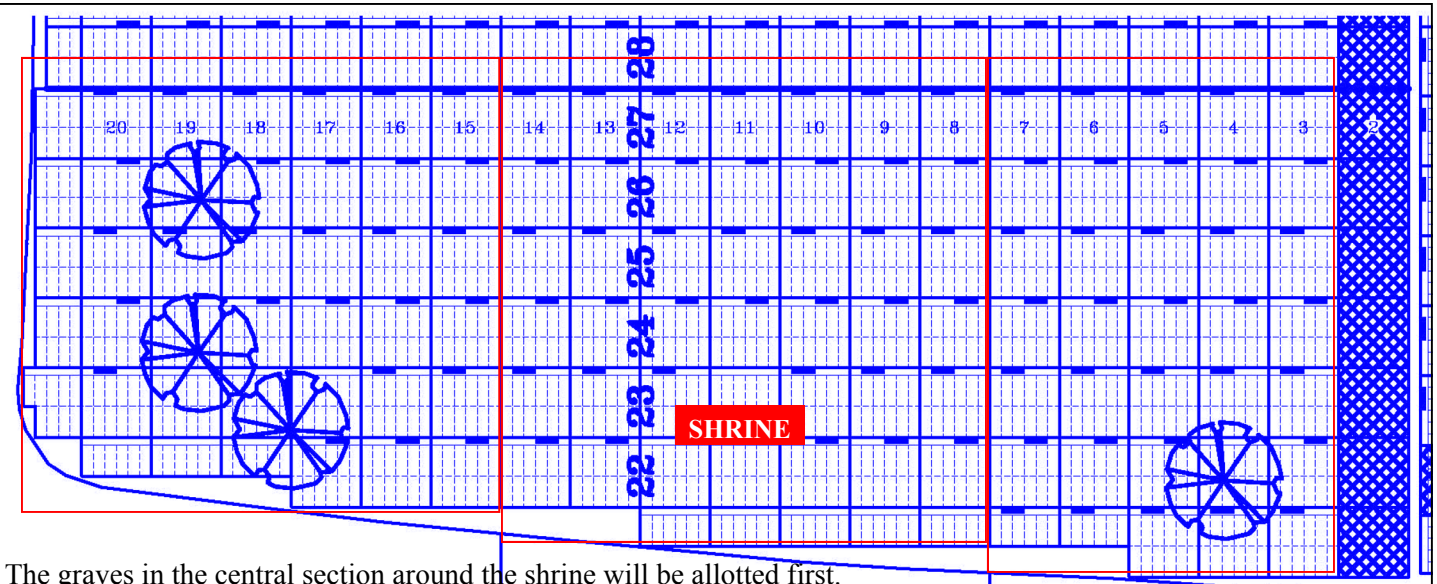 28
20 19 18 17 16 15 14 13 12 11 10 9 8 7 6 5 4 3 2
27
26
25
24
23
SHRINE
22
The graves in the central section around the shrine will be allotted first.